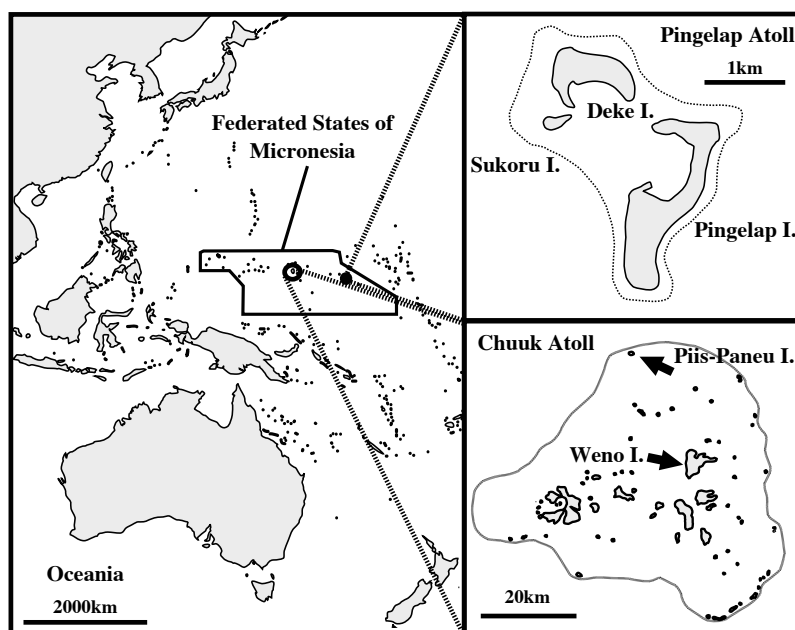 Federated States of
Micronesia
Oceania
2000km
Pingelap Atoll
1km
Deke I.
Sukoru I.
Pingelap I.
Chuuk Atoll
Piis-Paneu I.
Weno I.
20km